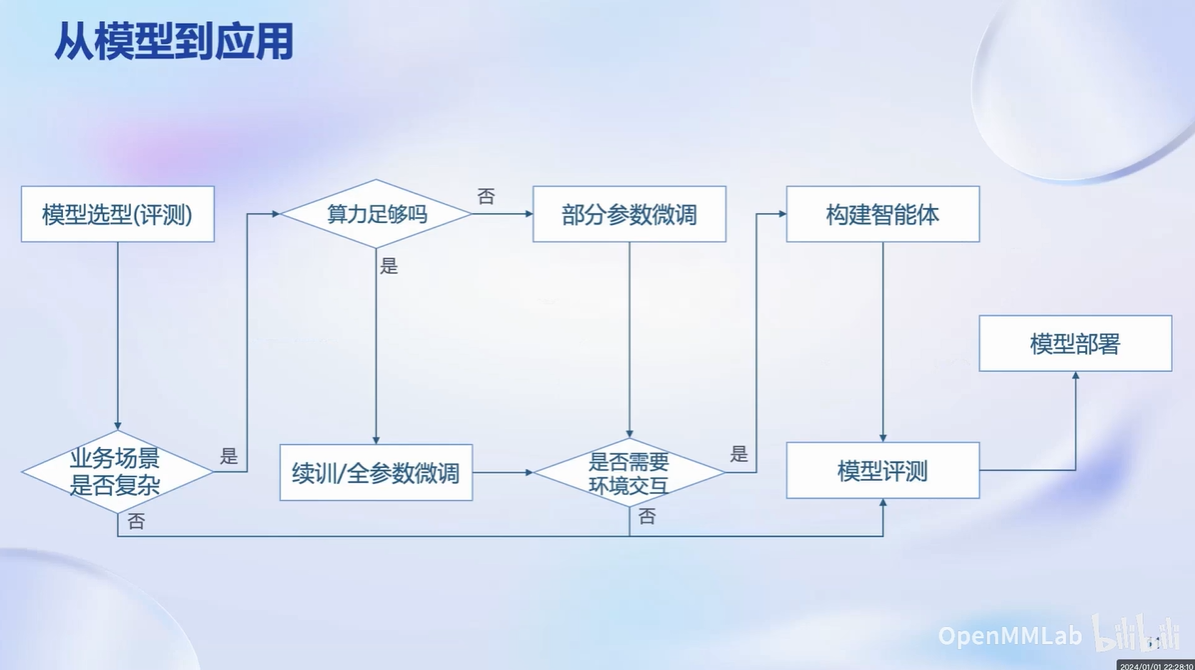 从模型到应用
模型选型(评测)
算力足够吗
否
部分参数微调
构建智能体
是
模型部署
业务场景
是否复杂
是
续训/全参数微调
是否需要
环境交互
是
模型评测
否
否
OpenMMLab
bilibili
2024/01/01 22:28:10